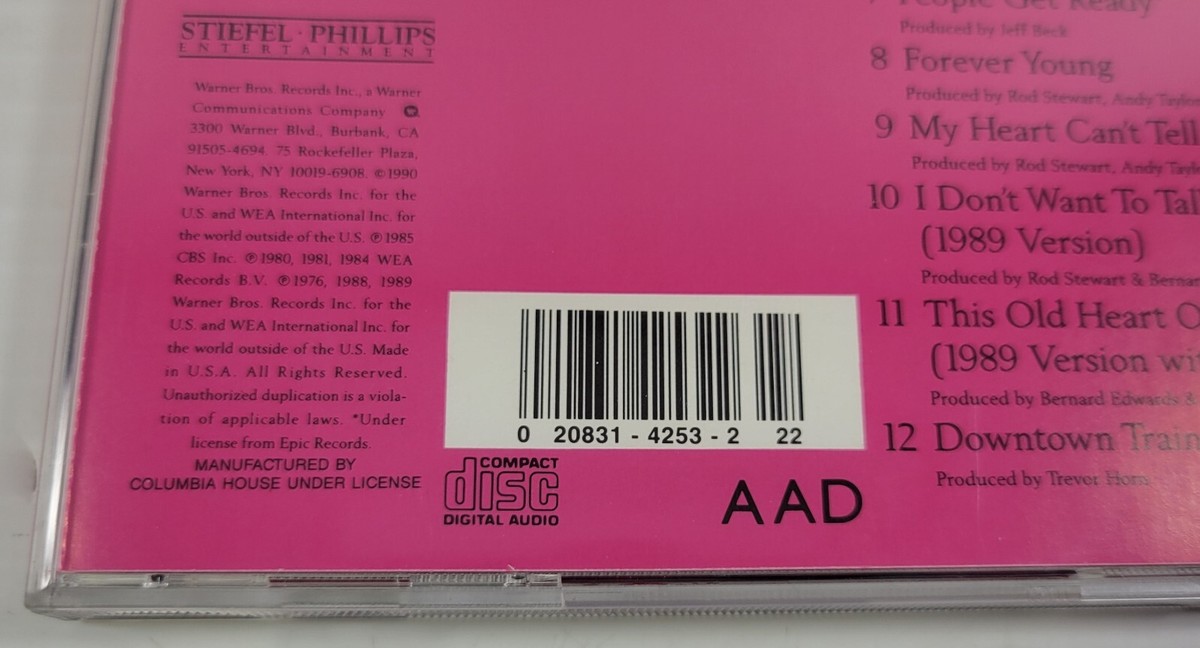 STIEFEL · PHILLIPS
ENTERTAINMENT
Warner Bros. Records Inc., a Warner
Communications Company
3300 Warner Blvd., Burbank, CA
91505-4694. 75 Rockefeller Plaza,
New York, NY 10019-6908. ©1990
Warner Bros. Records Inc. for the
U.S. and WEA International Inc. for
the world outside of the U.S. ℗1985
CBS Inc. ℗1980, 1981, 1984 WEA
Records B.V. ℗1976, 1988, 1989
Warner Bros. Records Inc. for the
U.S. and WEA International Inc. for
the world outside of the U.S. Made
in U.S.A. All Rights Reserved.
Unauthorized duplication is a viola-
tion of applicable laws. *Under
license from Epic Records.
MANUFACTURED BY
COLUMBIA HOUSE UNDER LICENSE
0 20831-4253-2 22
COMPACT
disc
DIGITAL AUDIO
AAD
7 People Get Ready
Produced by Jeff Beck
8 Forever Young
Produced by Rod Stewart, Andy Taylor
9 My Heart Can't Tell
Produced by Rod Stewart, Andy
10 I Don't Want To
(1989 Version)
Produced by Rod Stewart &
11 This Old Heart
(1989 Version
Produced by Bernard Edwards &
12 Downtown Train
Produced by Trevor Horn